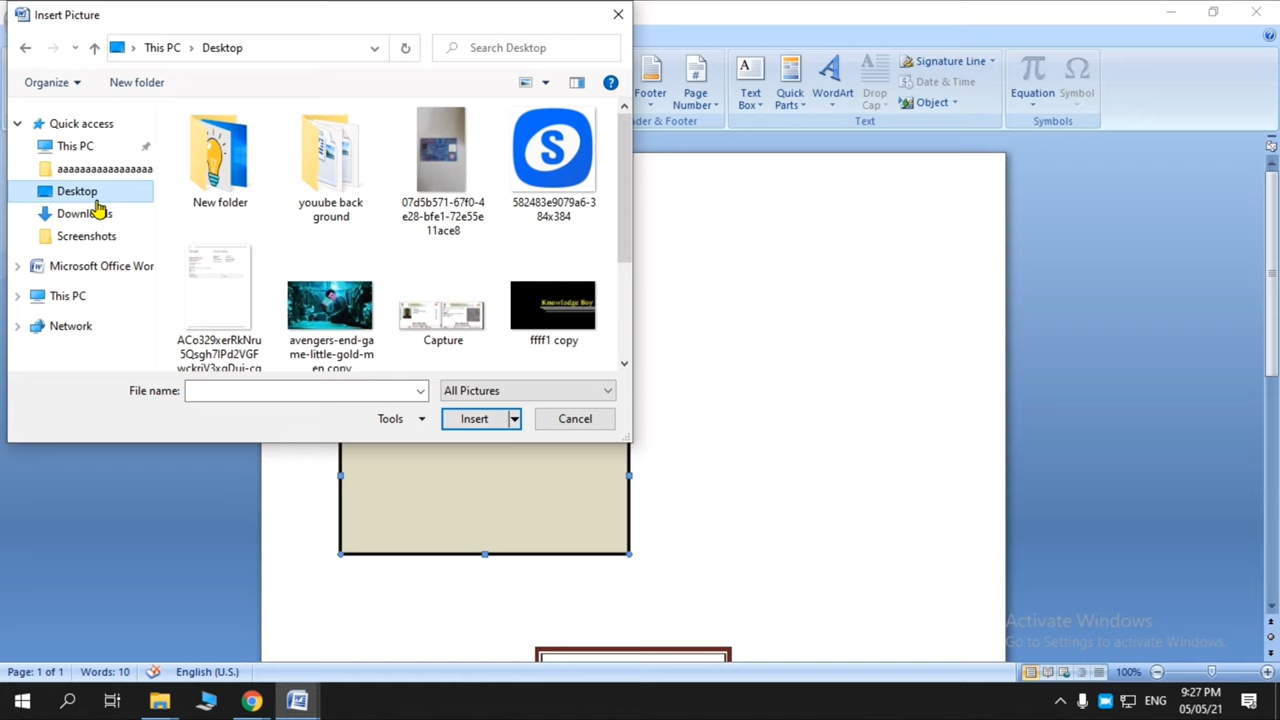 Insert Picture
This PC > Desktop
Search Desktop
Organize
New folder
Quick access
This PC
aaaaaaaaaaaaaaaaa
Desktop
Downl
Screenshots
Microsoft Office Wor
This PC
Network
New folder
youube back
ground
07d5b571-67f0-4
e28-bfe1-72e55e
11ace8
582483e9079a6-3
84x384
S
avengers-end-ga
me-little-gold-m
en copy
Capture
Knowledge Boy
ffff1 copy
File name:
All Pictures
Tools
Insert
Cancel
Footer
Page
Number
der & Footer
A
Text
Box
Quick
Parts
WordArt
Drop
Cap
Signature Line
Date & Time
Object
Text
π
Equation
Ω
Symbol
Symbols
Activate Windows
Go to Settings to activate Windows.
Page: 1 of 1
Words: 10
English (U.S.)
100%
ENG
9:27 PM
05/05/21